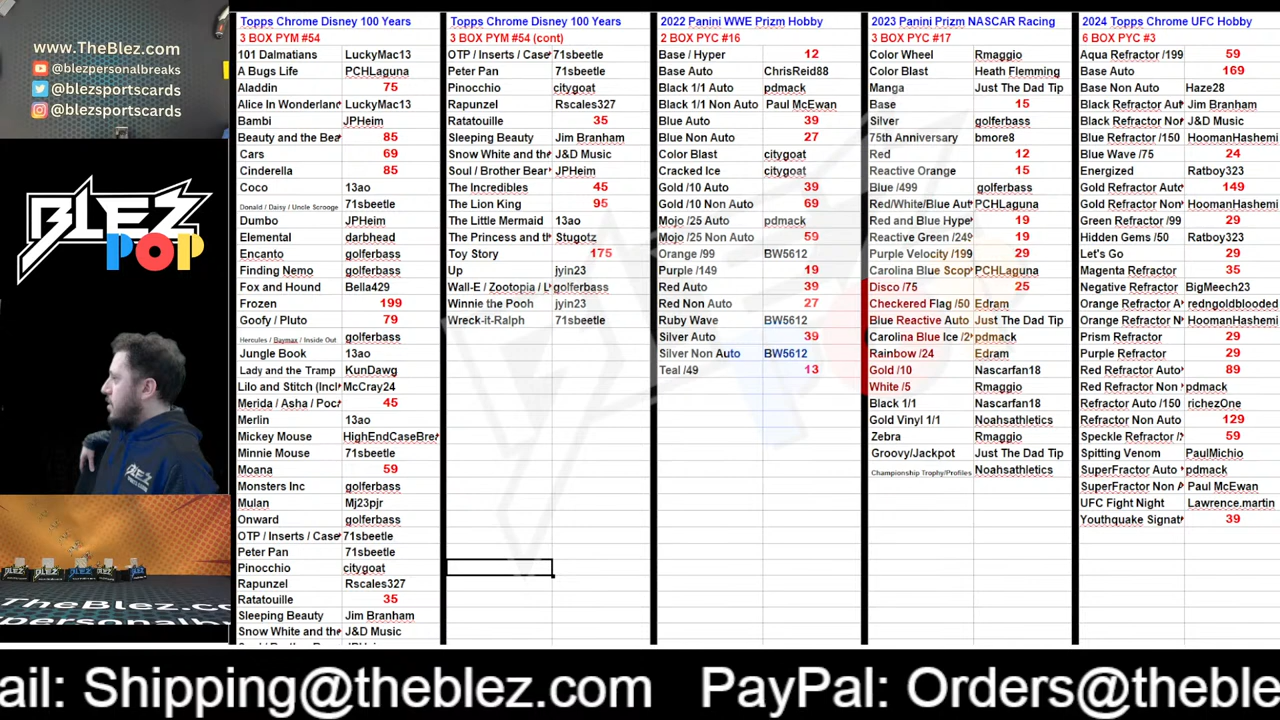 www.TheBlez.com
@blezpersonalbreaks
@blezsportscards
BLEZ
POP
TheBlez.co
Topps Chrome Disney 100 Years
3 BOX PYM #54
101 Dalmatians LuckyMac13
A Bugs Life PCHLaguna
Aladdin 75
Alice In Wonderlan LuckyMac13
Bambi JPHeim
Beauty and the Bea 85
Cars 69
Cinderella 85
Coco 13ao
Donald / Daisy / Uncle Scrooge 71sbeetle
Dumbo JPHeim
Elemental darbhead
Encanto golferbass
Finding Nemo golferbass
Fox and Hound Bella429
Frozen 199
Goofy / Pluto 79
Hercules / Baymax / Inside Out golferbass
Jungle Book 13ao
Lady and the Tramp KunDawg
Lilo and Stitch (Incl McCray24
Merida / Asha / Poc 45
Merlin 13ao
Mickey Mouse HighEndCaseBre
Minnie Mouse 71sbeetle
Moana 59
Monsters Inc golferbass
Mulan Mj23pjr
Onward golferbass
OTP / Inserts / Case 71sbeetle
Peter Pan 71sbeetle
Pinocchio citygoat
Rapunzel Rscales327
Ratatouille 35
Sleeping Beauty Jim Branham
Snow White and the J&D Music
Topps Chrome Disney 100 Years
3 BOX PYM #54 (cont)
OTP / Inserts / Case 71sbeetle
Peter Pan 71sbeetle
Pinocchio citygoat
Rapunzel Rscales327
Ratatouille 35
Sleeping Beauty Jim Branham
Snow White and the J&D Music
Soul / Brother Bear JPHeim
The Incredibles 45
The Lion King 95
The Little Mermaid 13ao
The Princess and th Stugotz
Toy Story 175
Up jyin23
Wall-E / Zootopia / L golferbass
Winnie the Pooh jyin23
Wreck-it-Ralph 71sbeetle
2022 Panini WWE Prizm Hobby
2 BOX PYC #16
Base / Hyper 12
Base Auto ChrisReid88
Black 1/1 Auto pdmack
Black 1/1 Non Auto Paul McEwan
Blue Auto 39
Blue Non Auto 27
Color Blast citygoat
Cracked Ice citygoat
Gold /10 Auto 39
Gold /10 Non Auto 69
Mojo /25 Auto pdmack
Mojo /25 Non Auto 59
Orange /99 BW5612
Purple /149 19
Red Auto 39
Red Non Auto 27
Ruby Wave BW5612
Silver Auto 39
Silver Non Auto BW5612
Teal /49 13
2023 Panini Prizm NASCAR Racing
3 BOX PYC #17
Color Wheel Rmaggio
Color Blast Heath Flemming
Manga Just The Dad Tip
Base 15
Silver golferbass
75th Anniversary bmore8
Red 12
Reactive Orange 15
Blue /499 golferbass
Red/White/Blue Aut PCHLaguna
Red and Blue Hype 19
Reactive Green /249 19
Purple Velocity /199 29
Carolina Blue Scop PCHLaguna
Disco /75 25
Checkered Flag /50 Edram
Blue Reactive Auto Just The Dad Tip
Carolina Blue Ice /2 pdmack
Rainbow /24 Edram
Gold /10 Nascarfan18
White /5 Rmaggio
Black 1/1 Nascarfan18
Gold Vinyl 1/1 Noahsathletics
Zebra Rmaggio
Groovy/Jackpot Just The Dad Tip
Championship Trophy/Profiles Noahsathletics
2024 Topps Chrome UFC Hobby
6 BOX PYC #3
Aqua Refractor /199 59
Base Auto 169
Base Non Auto Haze28
Black Refractor Aut Jim Branham
Black Refractor Nor J&D Music
Blue Refractor /150 HoomanHashemi
Blue Wave /75 24
Energized Ratboy323
Gold Refractor Auto 149
Gold Refractor Non HoomanHashemi
Green Refractor /99 29
Hidden Gems /50 Ratboy323
Let's Go 29
Magenta Refractor 35
Negative Refractor BigMeech23
Orange Refractor A redngoldblooded
Orange Refractor N HoomanHashemi
Prism Refractor 29
Purple Refractor 29
Red Refractor Auto 89
Red Refractor Non pdmack
Refractor Auto /150 richezOne
Refractor Non Auto 129
Speckle Refractor /2 59
Spitting Venom PaulMichio
SuperFractor Auto pdmack
SuperFractor Non A Paul McEwan
UFC Fight Night Lawrence.martin
Youthquake Signat 39
ail: Shipping@theblez.com PayPal: Orders@theble